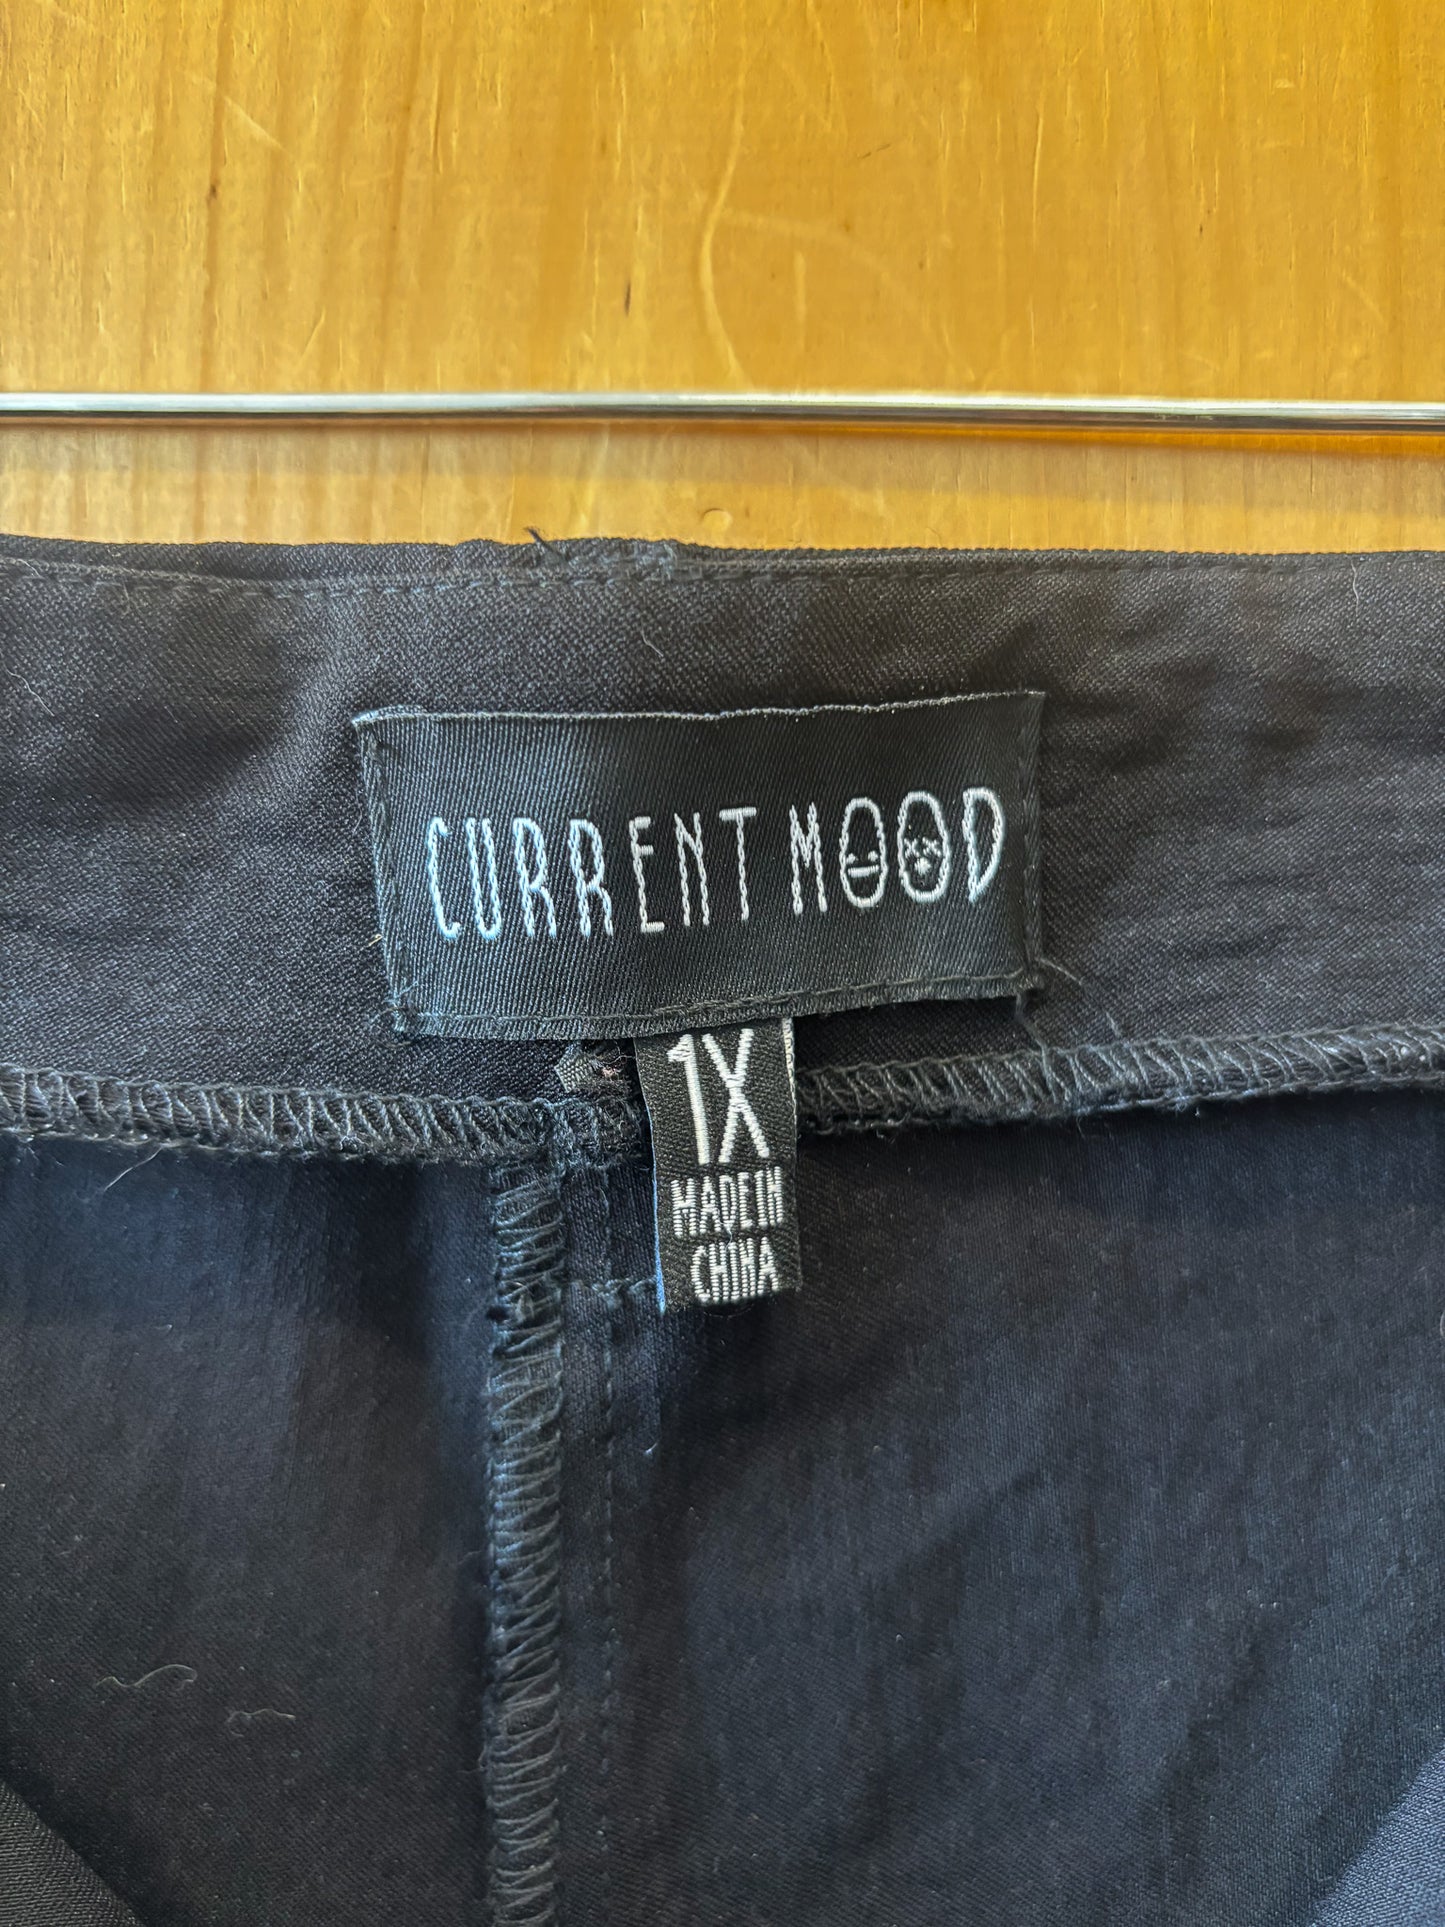 CURRENT MOOD
1X
MADE IN
CHINA